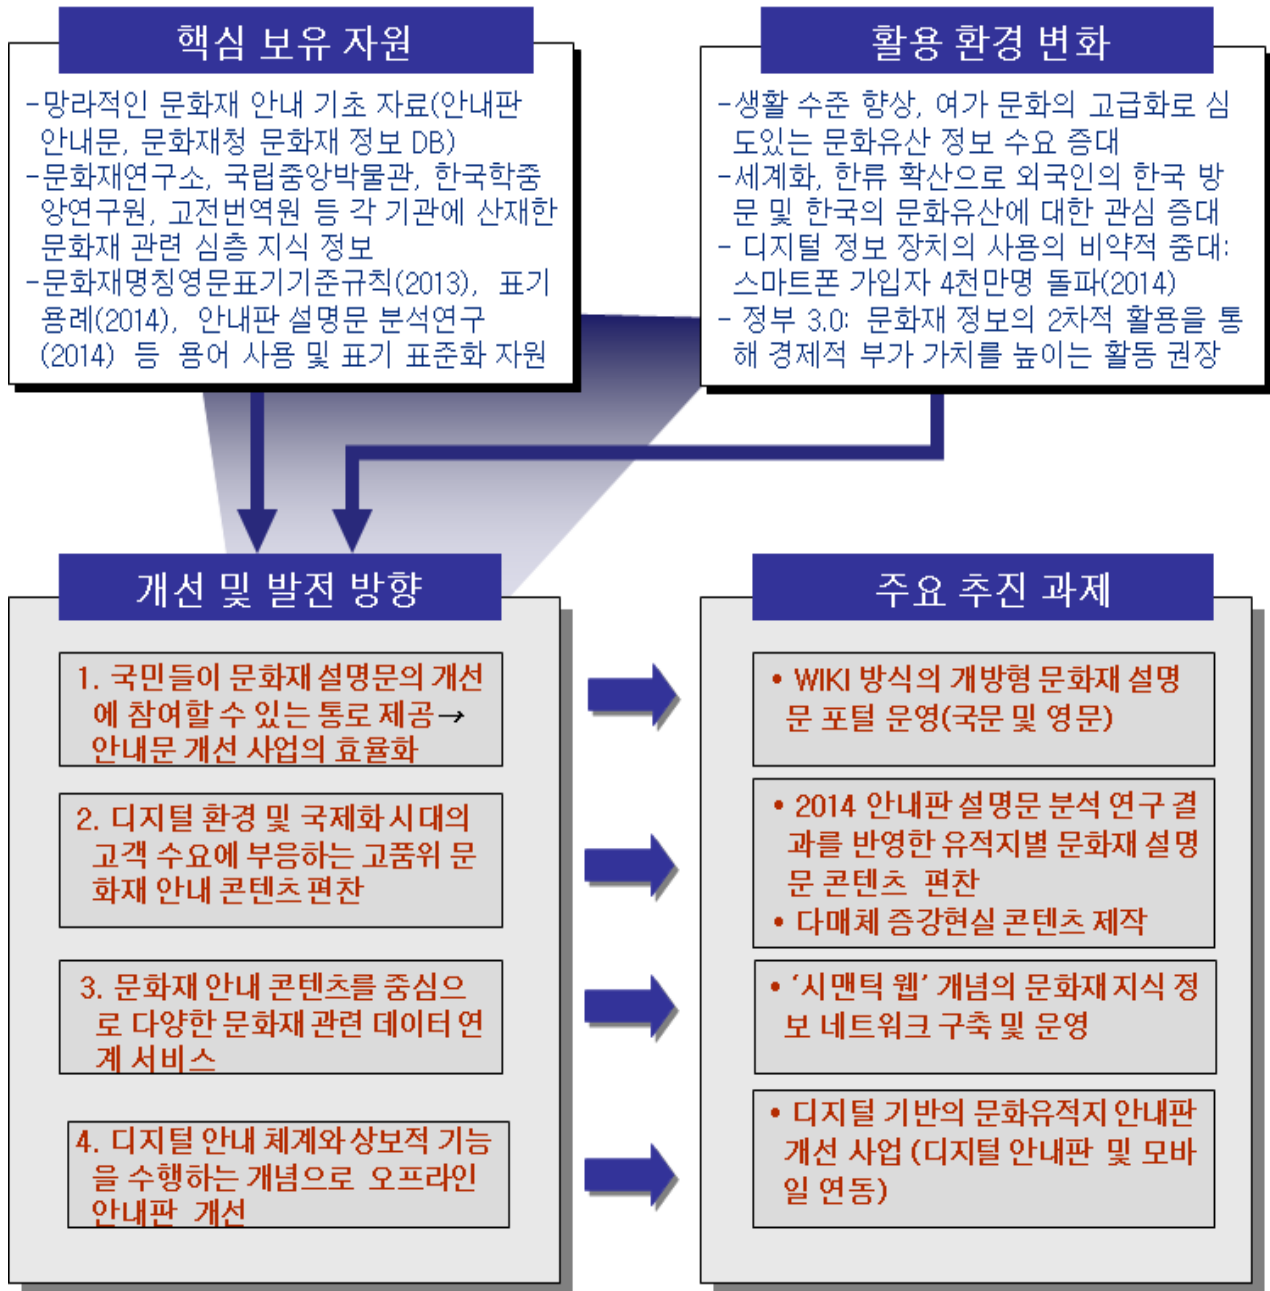 핵심 보유 자원
-망라적인 문화재 안내 기초 자료(안내판
안내문, 문화재청 문화재 정보 DB)
-문화재연구소, 국립중앙박물관, 한국학중
앙연구원, 고전번역원 등 각 기관에 산재한
문화재 관련 심층 지식 정보
-문화재명칭영문표기기준규칙(2013), 표기
용례(2014), 안내판 설명문 분석연구
(2014) 등 용어 사용 및 표기 표준화 자원
활용 환경 변화
-생활 수준 향상, 여가 문화의 고급화로 심
도있는 문화유산 정보 수요 증대
-세계화, 한류 확산으로 외국인의 한국 방
문 및 한국의 문화유산에 대한 관심 증대
- 디지털 정보 장치의 사용의 비약적 중대:
스마트폰 가입자 4천만명 돌파(2014)
- 정부 3.0: 문화재 정보의 2차적 활용을 통
해 경제적 부가 가치를 높이는 활동 권장
개선 및 발전 방향
1. 국민들이 문화재 설명문의 개선
에 참여할 수 있는 통로 제공→
안내문 개선 사업의 효율화
2. 디지털 환경 및 국제화 시대의
고객 수요에 부응하는 고품위 문
화재 안내 콘텐츠 편찬
3. 문화재 안내 콘텐츠를 중심으
로 다양한 문화재 관련 데이터 연
계 서비스
4. 디지털 안내 체계와 상보적 기능
을 수행하는 개념으로 오프라인
안내판 개선
주요 추진 과제
• WIKI 방식의 개방형 문화재 설명
문 포털 운영(국문 및 영문)
• 2014 안내판 설명문 분석 연구 결
과를 반영한 유적지별 문화재 설명
문 콘텐츠 편찬
• 다매체 증강현실 콘텐츠 제작
• ‘시맨틱 웹’ 개념의 문화재 지식 정
보 네트워크 구축 및 운영
• 디지털 기반의 문화유적지 안내판
개선 사업 (디지털 안내판 및 모바
일 연동)